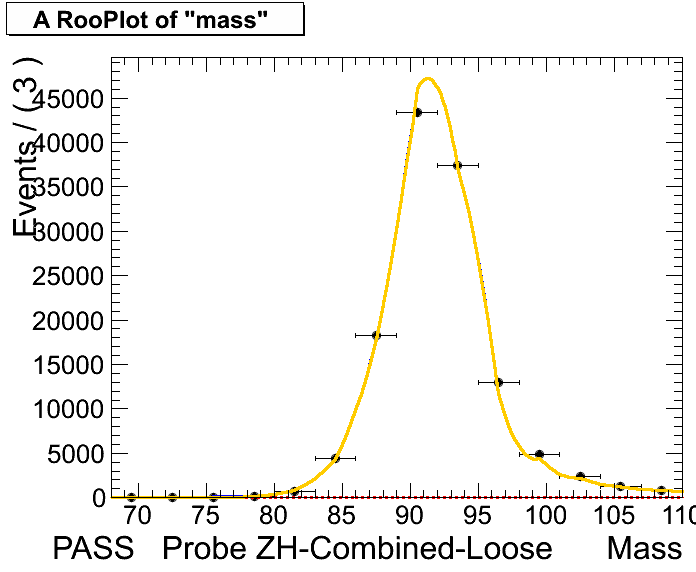 A RooPlot of "mass"
Events / ( 3 )
45000
40000
35000
30000
25000
20000
15000
10000
5000
0
70 75 80 85 90 95 100 105 110
PASS Probe ZH-Combined-Loose Mass